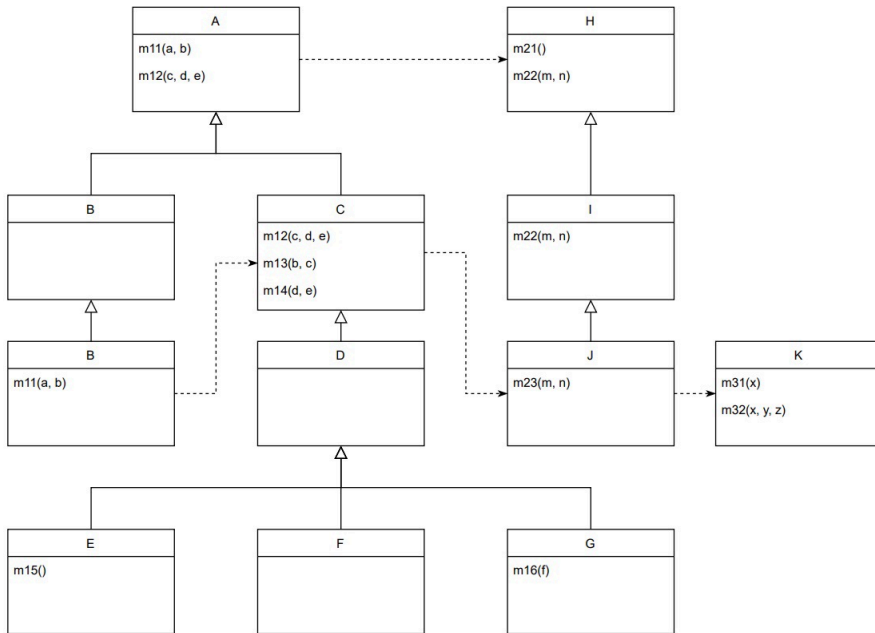 A
m11(a, b)
m12(c, d, e)
H
m21()
m22(m, n)
B
C
m12(c, d, e)
m13(b, c)
m14(d, e)
I
m22(m, n)
B
m11(a, b)
D
J
m23(m, n)
K
m31(x)
m32(x, y, z)
E
m15()
F
G
m16(f)